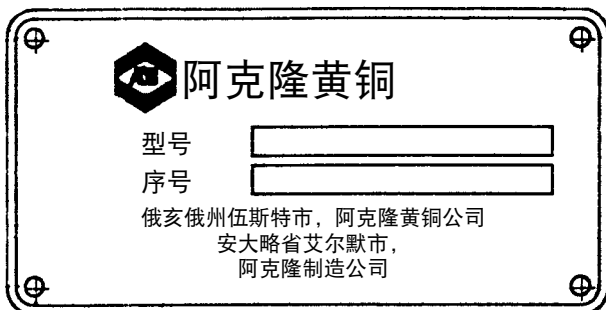 阿克隆黄铜
型号
序号
俄亥俄州伍斯特市，阿克隆黄铜公司
安大略省艾尔默市，
阿克隆制造公司